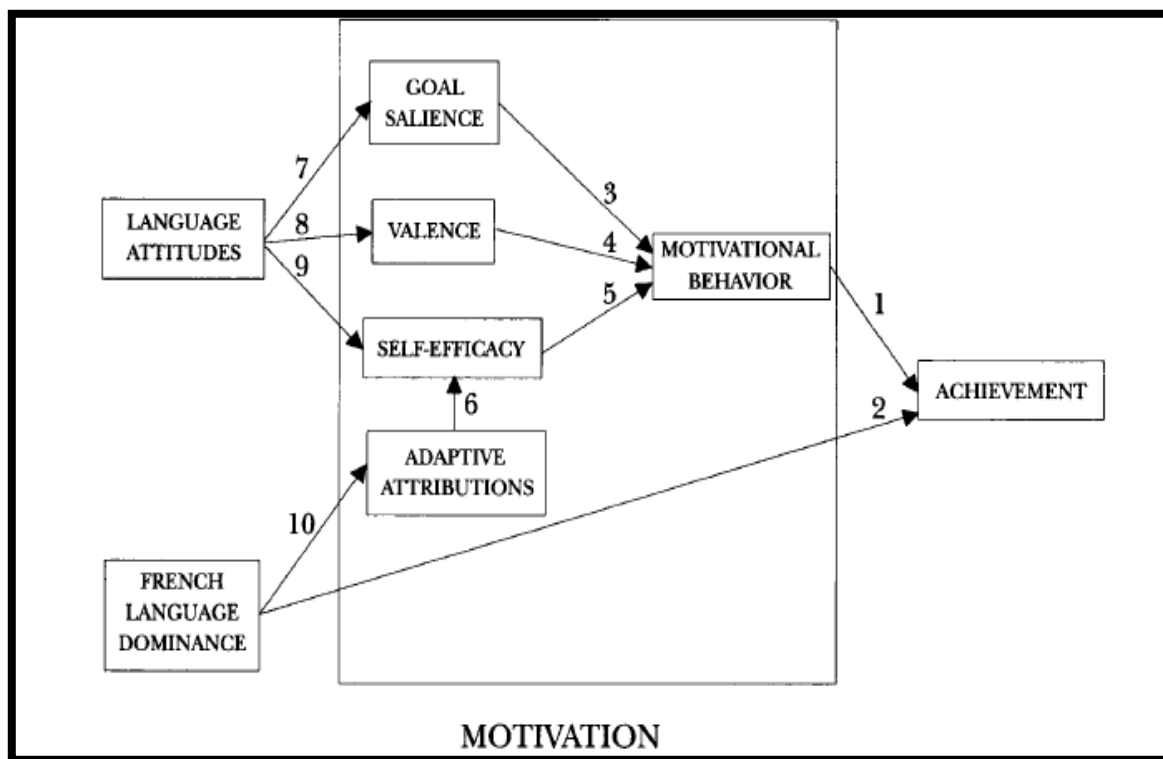 GOAL
SALIENCE
7
3
LANGUAGE
ATTITUDES
8
VALENCE
4
MOTIVATIONAL
BEHAVIOR
9
5
1
SELF-EFFICACY
6
2
ACHIEVEMENT
ADAPTIVE
ATTRIBUTIONS
10
FRENCH
LANGUAGE
DOMINANCE
MOTIVATION